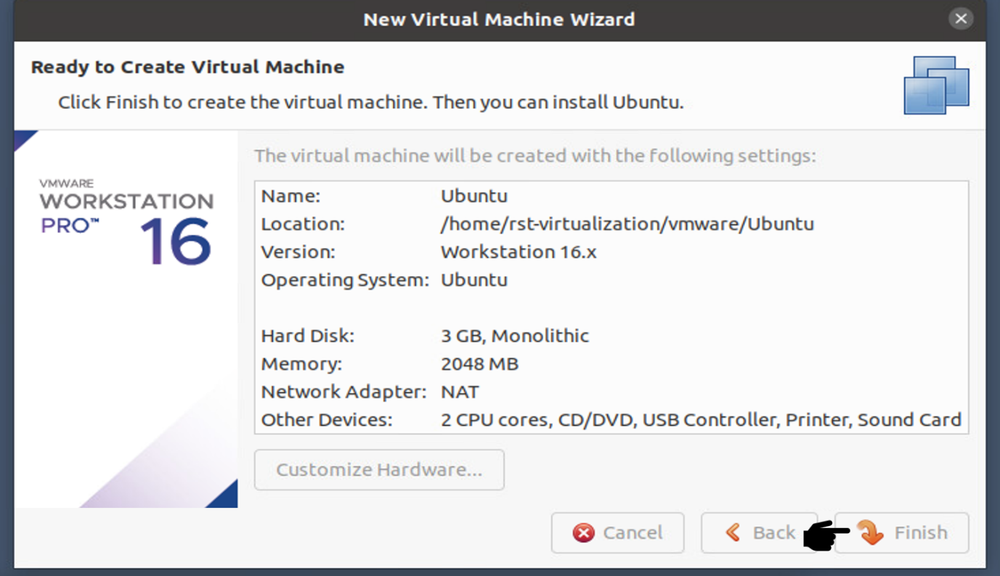 New Virtual Machine Wizard
Ready to Create Virtual Machine
Click Finish to create the virtual machine. Then you can install Ubuntu.
The virtual machine will be created with the following settings:
VMWARE
WORKSTATION
PRO™ 16
Name: Ubuntu
Location: /home/rst-virtualization/vmware/Ubuntu
Version: Workstation 16.x
Operating System: Ubuntu
Hard Disk: 3 GB, Monolithic
Memory: 2048 MB
Network Adapter: NAT
Other Devices: 2 CPU cores, CD/DVD, USB Controller, Printer, Sound Card
Customize Hardware...
Cancel Back Finish